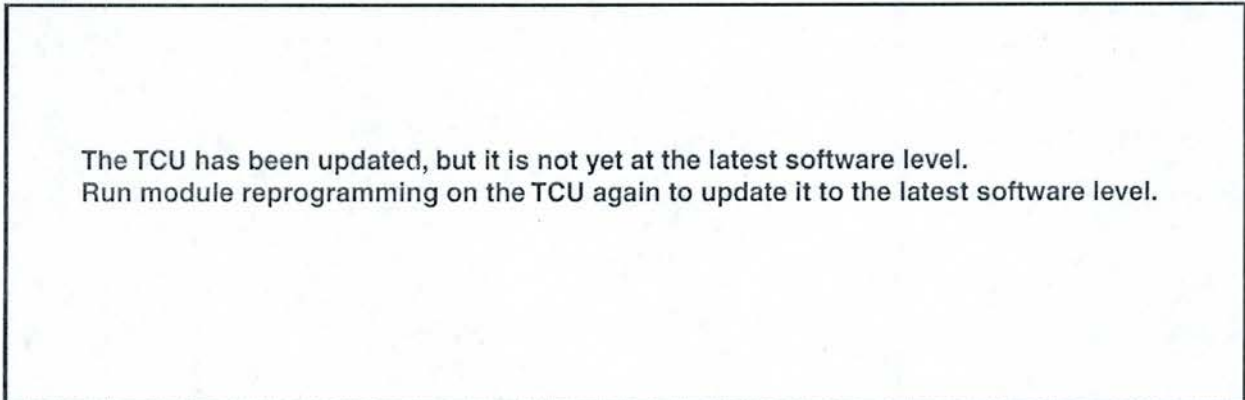 The TCU has been updated, but it is not yet at the latest software level.
Run module reprogramming on the TCU again to update it to the latest software level.